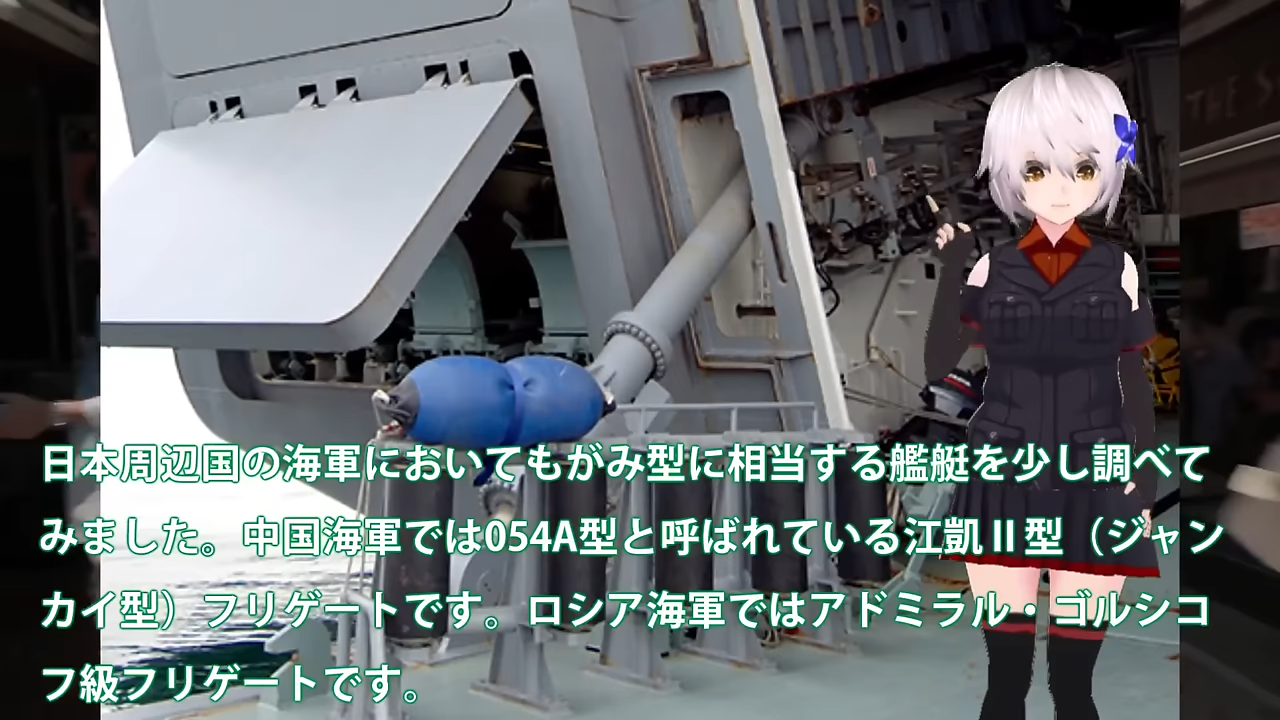 日本周辺国の海軍においてもがみ型に相当する艦艇を少し調べて
みました。中国海軍では054A型と呼ばれている江凱Ⅱ型（ジャン
カイ型）フリゲートです。ロシア海軍ではアドミラル・ゴルシコ
フ級フリゲートです。